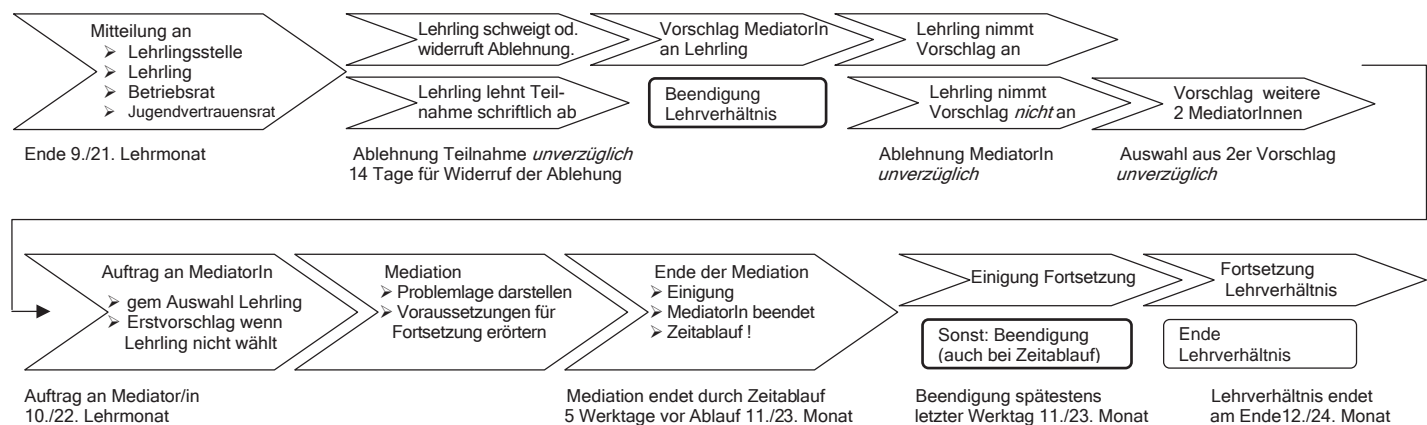 Mitteilung an
➢ Lehrlingsstelle
➢ Lehrling
➢ Betriebsrat
➢ Jugendvertrauensrat
Ende 9./21. Lehrmonat
Lehrling schweigt od.
widerruft Ablehnung.
Lehrling lehnt Teil-
nahme schriftlich ab
Ablehnung Teilnahme unverzüglich
14 Tage für Widerruf der Ablehung
Vorschlag MediatorIn
an Lehrling
Beendigung
Lehrverhältnis
Lehrling nimmt
Vorschlag an
Lehrling nimmt
Vorschlag nicht an
Ablehnung MediatorIn
unverzüglich
Vorschlag weitere
2 MediatorInnen
Auswahl aus 2er Vorschlag
unverzüglich
Auftrag an MediatorIn
➢ gem Auswahl Lehrling
➢ Erstvorschlag wenn
Lehrling nicht wählt
Auftrag an Mediator/in
10./22. Lehrmonat
Mediation
➢ Problemlage darstellen
➢ Voraussetzungen für
Fortsetzung erörtern
Ende der Mediation
➢ Einigung
➢ MediatorIn beendet
➢ Zeitablauf !
Mediation endet durch Zeitablauf
5 Werktage vor Ablauf 11./23. Monat
Einigung Fortsetzung
Sonst: Beendigung
(auch bei Zeitablauf)
Beendigung spätestens
letzter Werktag 11./23. Monat
Fortsetzung
Lehrverhältnis
Ende
Lehrverhältnis
Lehrverhältnis endet
am Ende12./24. Monat